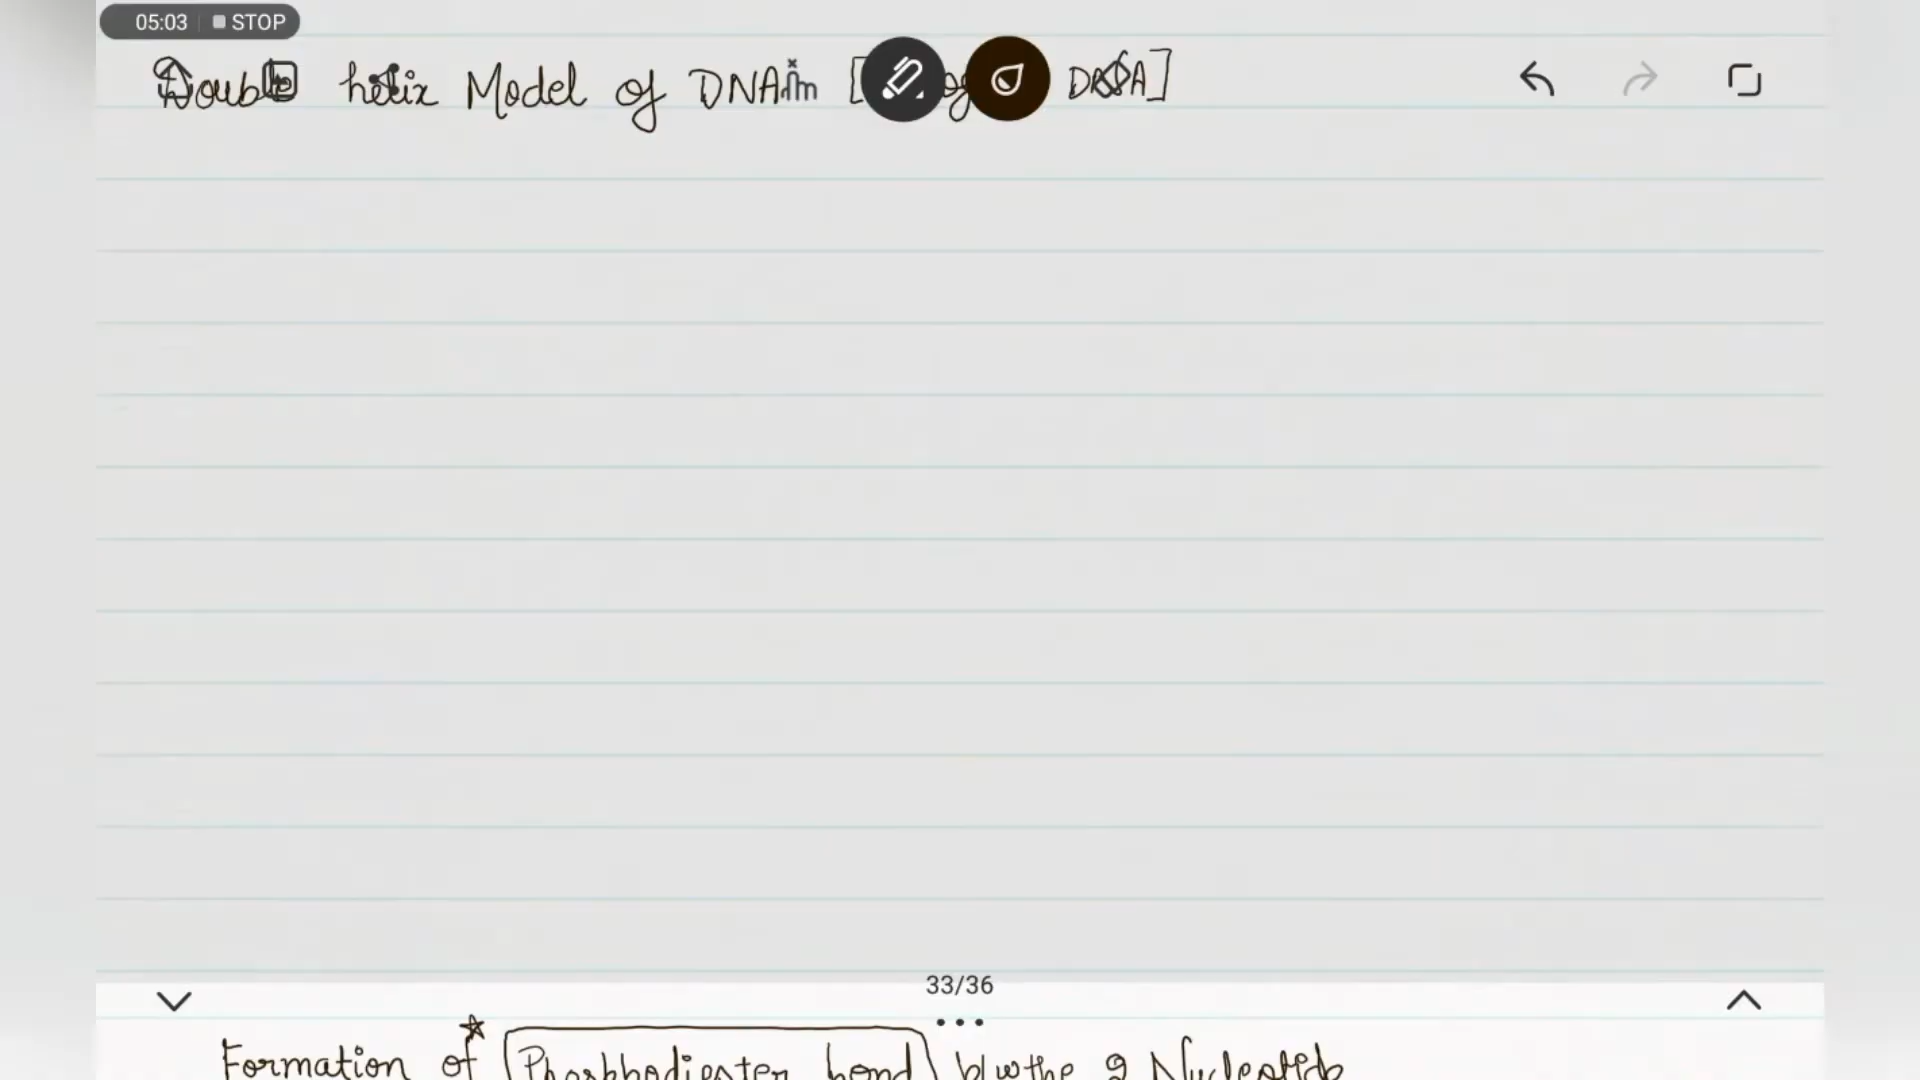 05:03 STOP
Double helix Model of DNA [ DNA]
33/36
Formation of Phosphodiester bond b/w the 2 Nucleotide